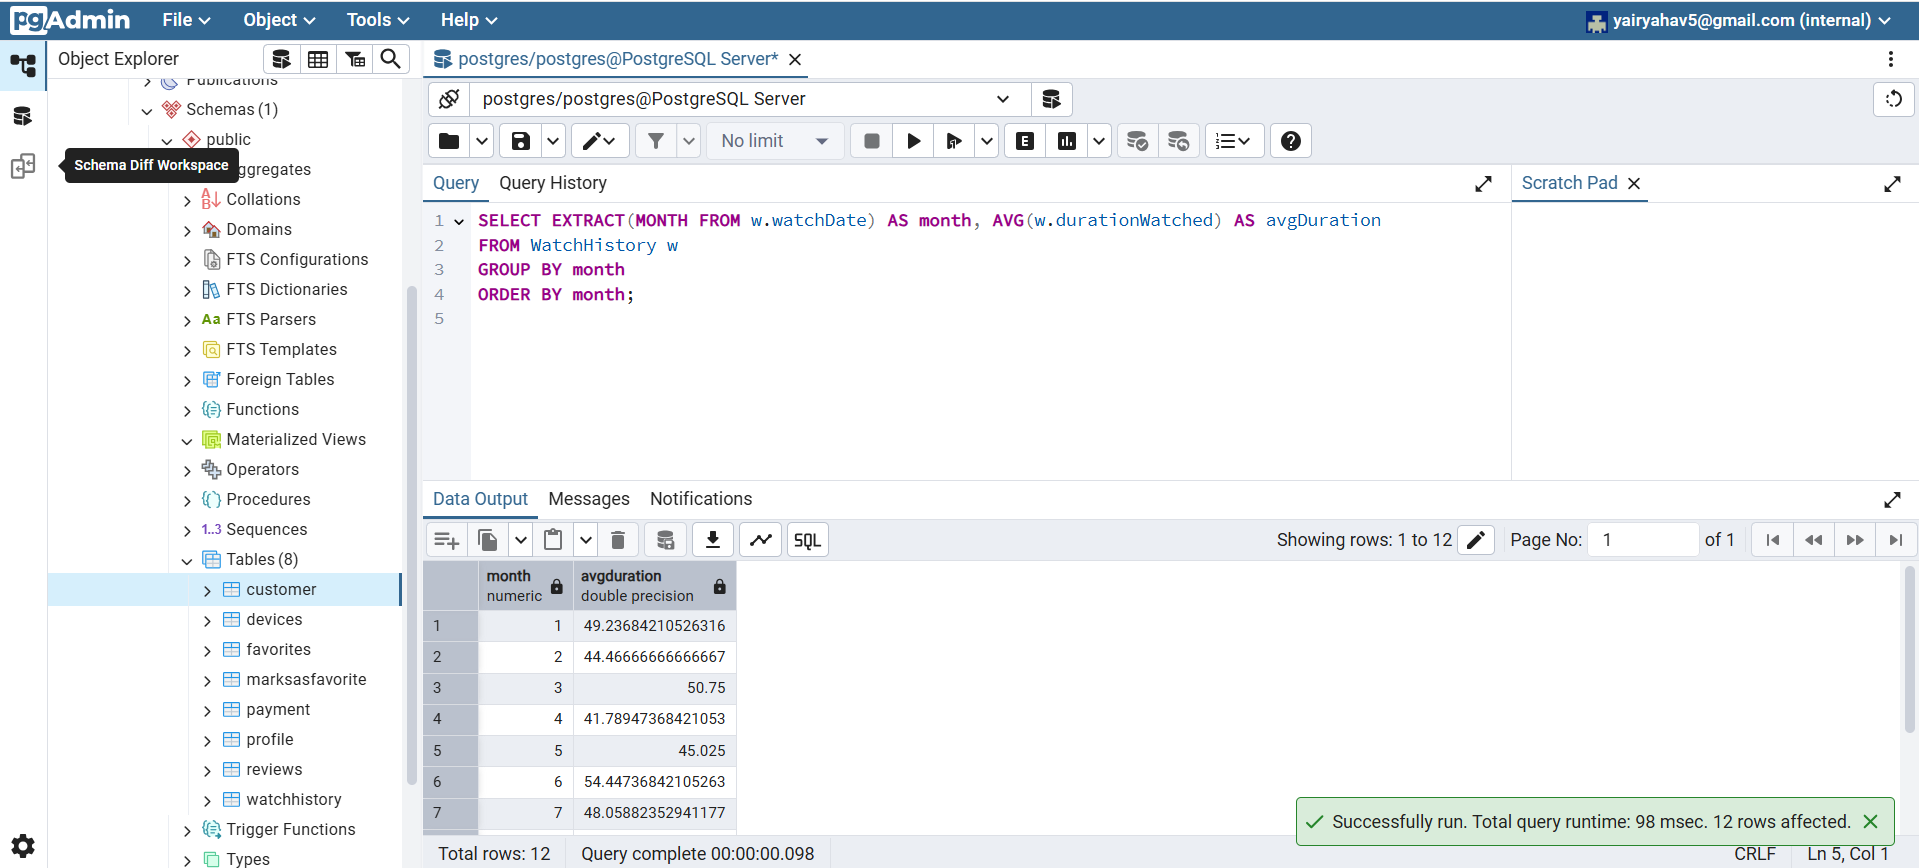 pgAdmin File Object Tools Help yairyahav5@gmail.com (internal)
Object Explorer
postgres/postgres@PostgreSQL Server*
Publications
Schemas (1)
public
Schema Diff Workspace
ggregates
Collations
Domains
FTS Configurations
FTS Dictionaries
Aa FTS Parsers
FTS Templates
Foreign Tables
Functions
Materialized Views
Operators
Procedures
1..3 Sequences
Tables (8)
customer
devices
favorites
marksasfavorite
payment
profile
reviews
watchhistory
Trigger Functions
Types
postgres/postgres@PostgreSQL Server
No limit
E
Query Query History
Scratch Pad
1 SELECT EXTRACT(MONTH FROM w.watchDate) AS month, AVG(w.durationWatched) AS avgDuration
2 FROM WatchHistory w
3 GROUP BY month
4 ORDER BY month;
5
Data Output Messages Notifications
SQL
Showing rows: 1 to 12 Page No: 1 of 1
month avgduration
numeric double precision
1 1 49.23684210526316
2 2 44.46666666666667
3 3 50.75
4 4 41.78947368421053
5 5 45.025
6 6 54.44736842105263
7 7 48.05882352941177
Successfully run. Total query runtime: 98 msec. 12 rows affected.
Total rows: 12 Query complete 00:00:00.098 CRLF Ln 5, Col 1